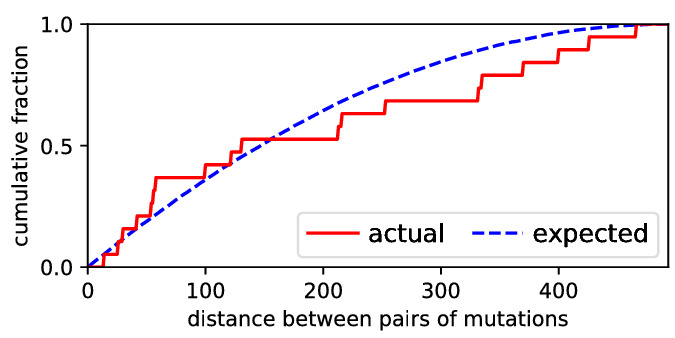 1.0
0.5
0.0
cumulative fraction
actual
expected
0 100 200 300 400
distance between pairs of mutations